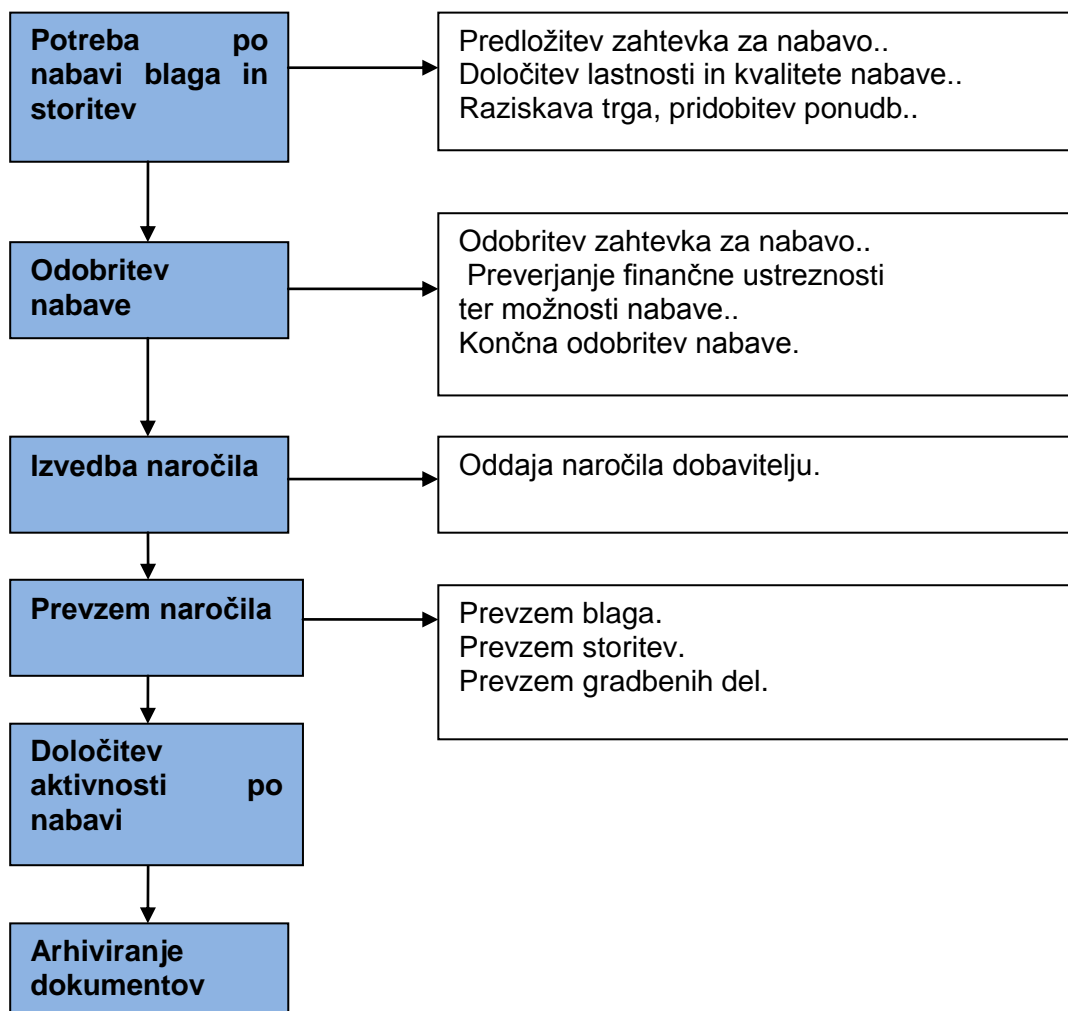 Potreba po
nabavi blaga in
storitev
Predložitev zahtevka za nabavo..
Določitev lastnosti in kvalitete nabave..
Raziskava trga, pridobitev ponudb..
Odobritev
nabave
Odobritev zahtevka za nabavo..
Preverjanje finančne ustreznosti
ter možnosti nabave..
Končna odobritev nabave.
Izvedba naročila
Oddaja naročila dobavitelju.
Prevzem naročila
Prevzem blaga.
Prevzem storitev.
Prevzem gradbenih del.
Določitev
aktivnosti po
nabavi
Arhiviranje
dokumentov